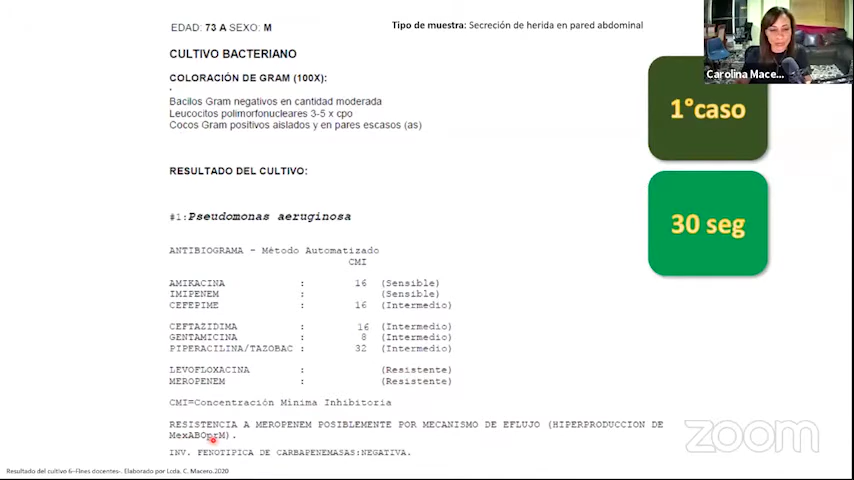 EDAD: 73 A SEXO: M
Tipo de muestra: Secreción de herida en pared abdominal
CULTIVO BACTERIANO
COLORACIÓN DE GRAM (100X):
Bacilos Gram negativos en cantidad moderada
Leucocitos polimorfonucleares 3-5 x cpo
Cocos Gram positivos aislados y en pares escasos (as)
RESULTADO DEL CULTIVO:
#1:Pseudomonas aeruginosa
ANTIBIOGRAMA - Método Automatizado
CMI
AMIKACINA : 16 (Sensible)
IMIPENEM : (Sensible)
CEFEPIME : 16 (Intermedio)
CEFTAZIDIMA : 16 (Intermedio)
GENTAMICINA : 8 (Intermedio)
PIPERACILINA/TAZOBAC : 32 (Intermedio)
LEVOFLOXACINA : (Resistente)
MEROPENEM : (Resistente)
CMI=Concentración Mínima Inhibitoria
RESISTENCIA A MEROPENEM POSIBLEMENTE POR MECANISMO DE EFLUJO (HIPERPRODUCCION DE
MexABOprM).
INV. FENOTIPICA DE CARBAPENEMASAS:NEGATIVA.
Resultado del cultivo 6-Fines docentes-. Elaborado por Lcda. C. Macero.2020
Carolina Mace...
1°caso
30 seg
zoom